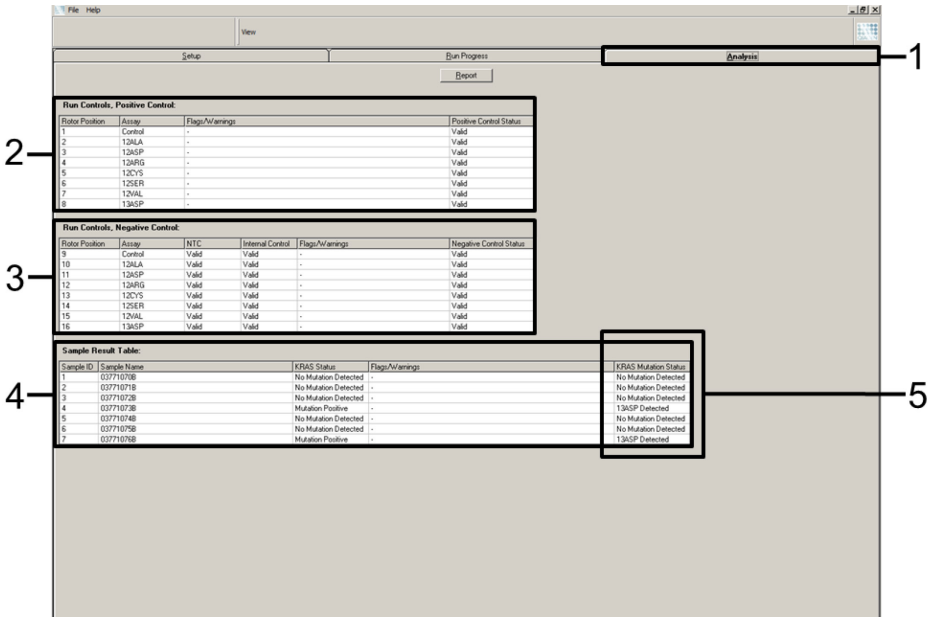 File Help
View
Setup Run Progress Analysis
Report
Run Controls, Positive Control:
Rotor Position Assay Flags/Warnings Positive Control Status
1 Control - Valid
2 12ALA - Valid
3 12ASP - Valid
4 12ARG - Valid
5 12CYS - Valid
6 12SER - Valid
7 12VAL - Valid
8 13ASP - Valid
Run Controls, Negative Control:
Rotor Position Assay NTC Internal Control Flags/Warnings Negative Control Status
9 Control Valid Valid - Valid
10 12ALA Valid Valid - Valid
11 12ASP Valid Valid - Valid
12 12ARG Valid Valid - Valid
13 12CYS Valid Valid - Valid
14 12SER Valid Valid - Valid
15 12VAL Valid Valid - Valid
16 13ASP Valid Valid - Valid
Sample Result Table:
Sample ID Sample Name KRAS Status Flags/Warnings KRAS Mutation Status
1 03771070B No Mutation Detected - No Mutation Detected
2 03771071B No Mutation Detected - No Mutation Detected
3 03771072B No Mutation Detected - No Mutation Detected
4 03771073B Mutation Positive - 13ASP Detected
5 03771074B No Mutation Detected - No Mutation Detected
6 03771075B No Mutation Detected - No Mutation Detected
7 03771076B Mutation Positive - 13ASP Detected
1
2
3
4
5